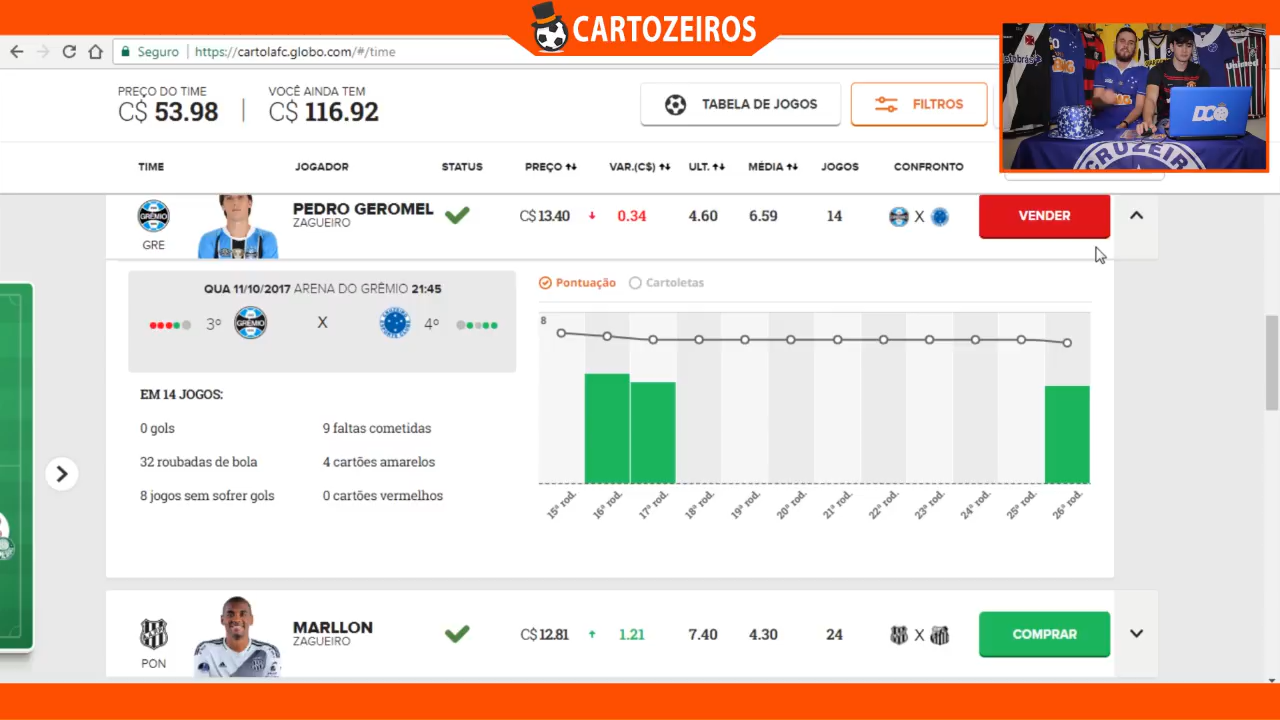 CARTOZEIROS
Seguro
https://cartolafc.globo.com/#/time
PREÇO DO TIME
C$ 53.98
VOCÊ AINDA TEM
C$ 116.92
TABELA DE JOGOS
FILTROS
Unimed
DCQ
CRUZEIR
TIME JOGADOR STATUS PREÇO VAR.(C$) ULT. MÉDIA JOGOS CONFRONTO
GRÊMIO
GRE
PEDRO GEROMEL
ZAGUEIRO
C$ 13.40 0.34 4.60 6.59 14 X VENDER
QUA 11/10/2017 ARENA DO GRÊMIO 21:45
3º GRÊMIO X 4º
EM 14 JOGOS:
0 gols 9 faltas cometidas
32 roubadas de bola 4 cartões amarelos
8 jogos sem sofrer gols 0 cartões vermelhos
Pontuação Cartoletas
8
15ª rod. 16ª rod. 17ª rod. 18ª rod. 19ª rod. 20ª rod. 21ª rod. 22ª rod. 23ª rod. 24ª rod. 25ª rod. 26ª rod.
PON
MARLLON
ZAGUEIRO
C$ 12.81 1.21 7.40 4.30 24 X COMPRAR